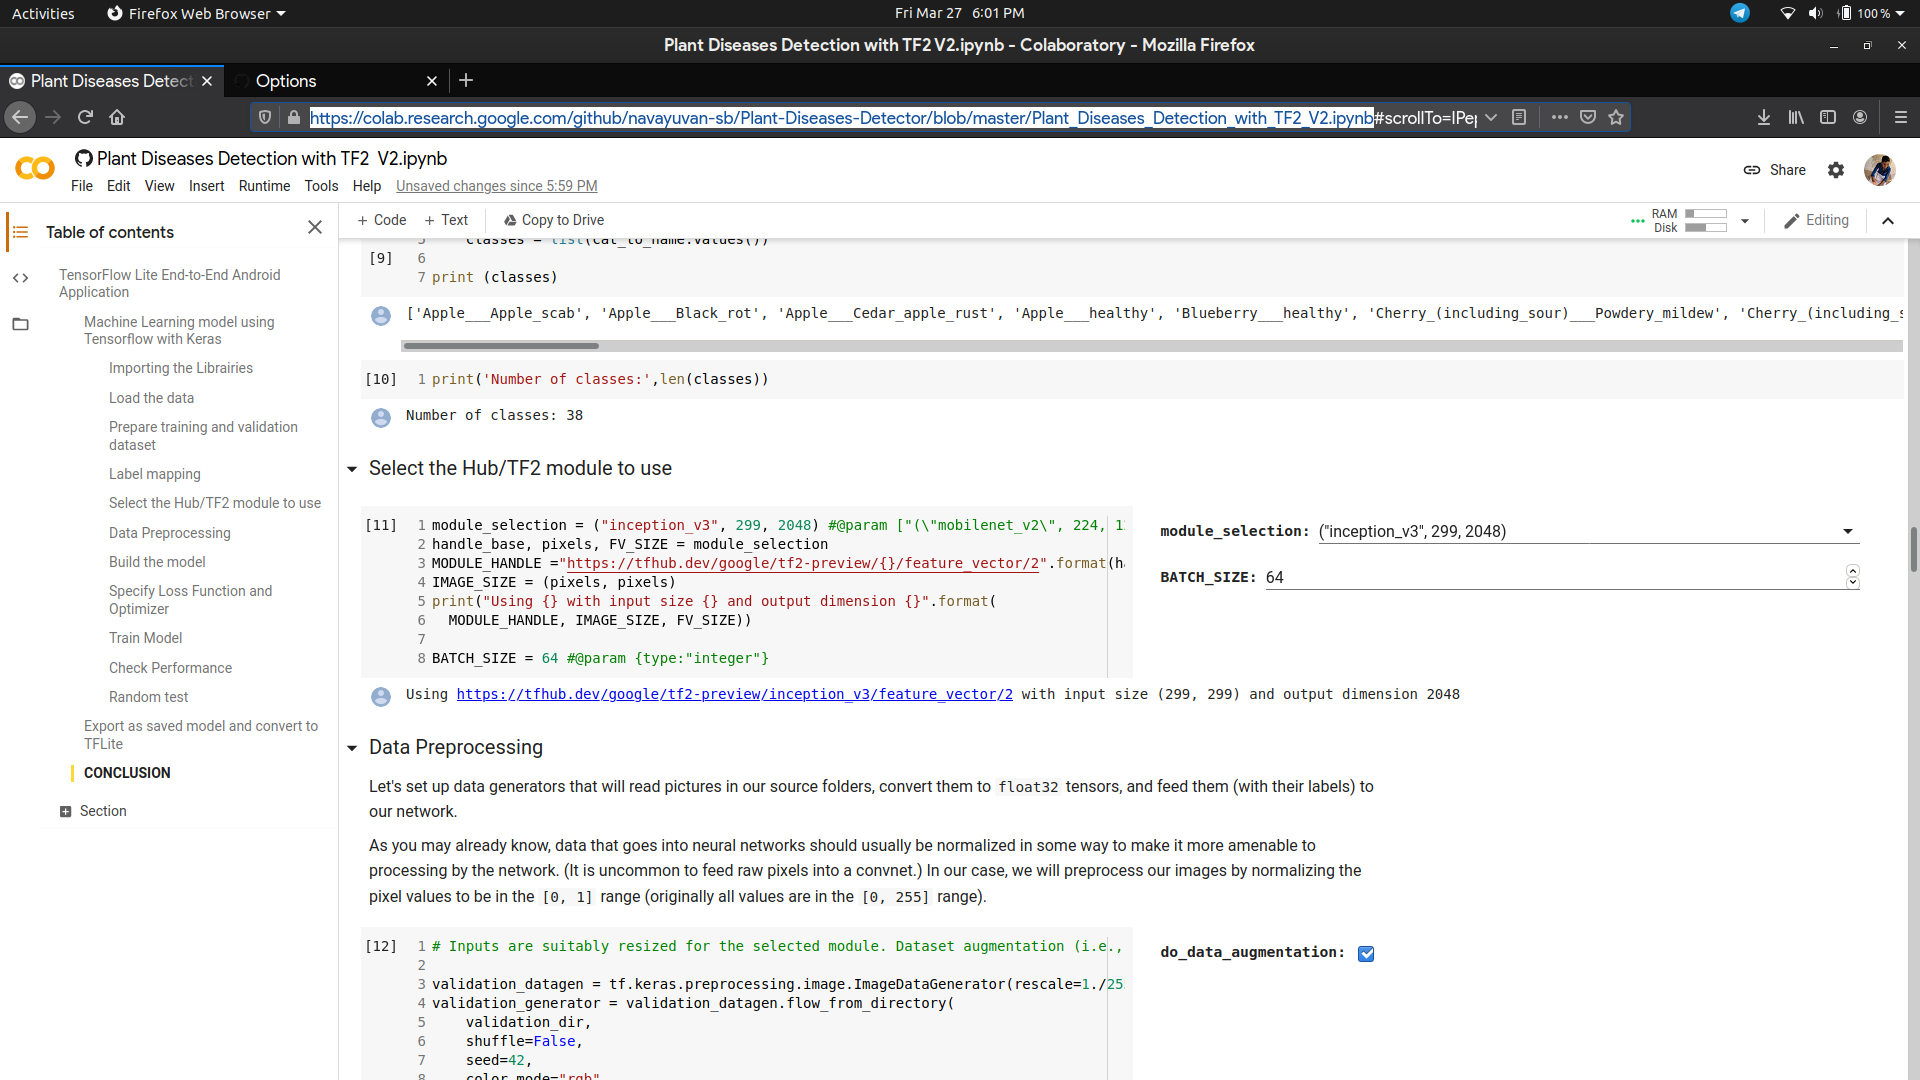 Activities Firefox Web Browser Fri Mar 27 6:01 PM 100 %
Plant Diseases Detection with TF2 V2.ipynb - Colaboratory - Mozilla Firefox
Plant Diseases Detect Options
https://colab.research.google.com/github/navayuvan-sb/Plant-Diseases-Detector/blob/master/Plant_Diseases_Detection_with_TF2_V2.ipynb#scrollTo=IPep
Plant Diseases Detection with TF2 V2.ipynb
File Edit View Insert Runtime Tools Help Unsaved changes since 5:59 PM
Share
+ Code + Text Copy to Drive
RAM
Disk
Editing
Table of contents
TensorFlow Lite End-to-End Android
Application
Machine Learning model using
Tensorflow with Keras
Importing the Librairies
Load the data
Prepare training and validation
dataset
Label mapping
Select the Hub/TF2 module to use
Data Preprocessing
Build the model
Specify Loss Function and
Optimizer
Train Model
Check Performance
Random test
Export as saved model and convert to
TFLite
CONCLUSION
Section
5 classes = list(cat_to_name.values())
[9] 6
7 print (classes)
['Apple___Apple_scab', 'Apple___Black_rot', 'Apple___Cedar_apple_rust', 'Apple___healthy', 'Blueberry___healthy', 'Cherry_(including_sour)___Powdery_mildew', 'Cherry_(including_s
[10] 1 print('Number of classes:',len(classes))
Number of classes: 38
Select the Hub/TF2 module to use
[11] 1 module_selection = ("inception_v3", 299, 2048) #@param ["(\"mobilenet_v2\", 224, 1
2 handle_base, pixels, FV_SIZE = module_selection
3 MODULE_HANDLE ="https://tfhub.dev/google/tf2-preview/{}/feature_vector/2".format(h
4 IMAGE_SIZE = (pixels, pixels)
5 print("Using {} with input size {} and output dimension {}".format(
6 MODULE_HANDLE, IMAGE_SIZE, FV_SIZE))
7
8 BATCH_SIZE = 64 #@param {type:"integer"}
module_selection: ("inception_v3", 299, 2048)
BATCH_SIZE: 64
Using https://tfhub.dev/google/tf2-preview/inception_v3/feature_vector/2 with input size (299, 299) and output dimension 2048
Data Preprocessing
Let's set up data generators that will read pictures in our source folders, convert them to float32 tensors, and feed them (with their labels) to
our network.
As you may already know, data that goes into neural networks should usually be normalized in some way to make it more amenable to
processing by the network. (It is uncommon to feed raw pixels into a convnet.) In our case, we will preprocess our images by normalizing the
pixel values to be in the [0, 1] range (originally all values are in the [0, 255] range).
[12] 1 # Inputs are suitably resized for the selected module. Dataset augmentation (i.e.,
2
3 validation_datagen = tf.keras.preprocessing.image.ImageDataGenerator(rescale=1./25
4 validation_generator = validation_datagen.flow_from_directory(
5 validation_dir,
6 shuffle=False,
7 seed=42,
8 color_mode="rgb"
do_data_augmentation: